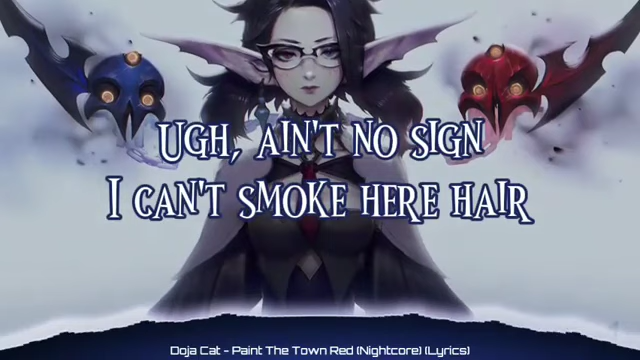 UGH, AIN'T NO SIGN
I CAN'T SMOKE HERE HAIR
Doja Cat - Paint The Town Red (Nightcore) (Lyrics)